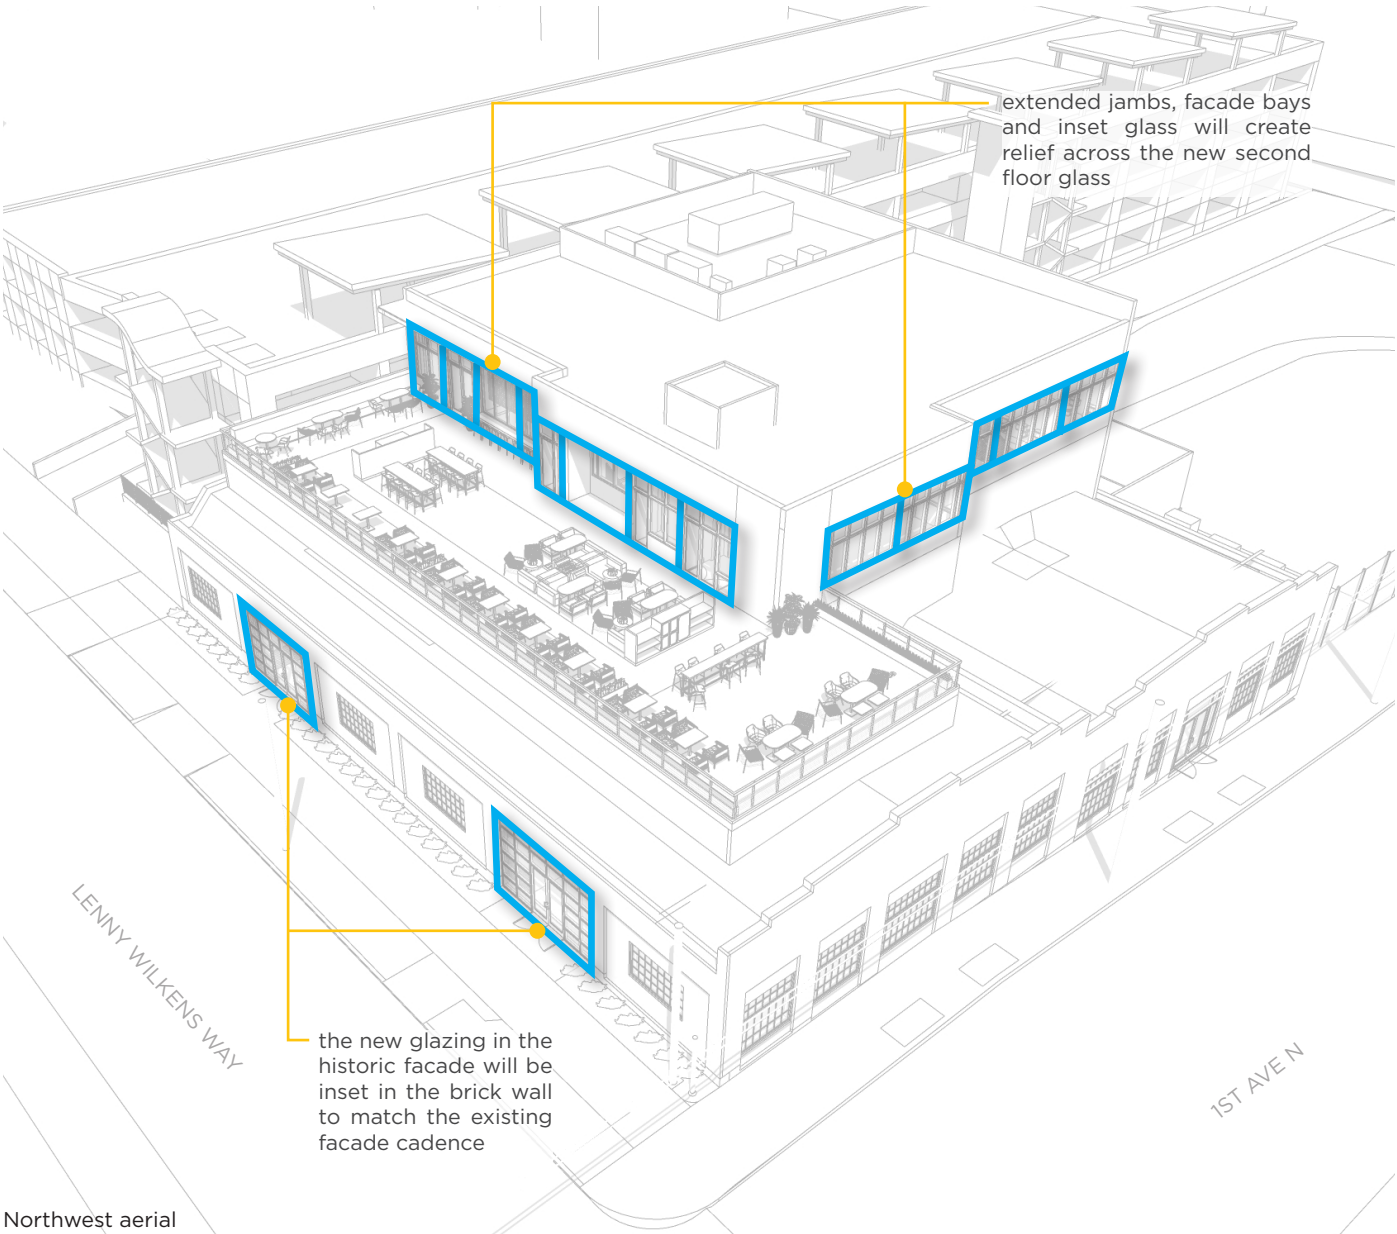 extended jambs, facade bays
and inset glass will create
relief across the new second
floor glass
LENNY WILKENS WAY
the new glazing in the
historic facade will be
inset in the brick wall
to match the existing
facade cadence
1ST AVE N
Northwest aerial